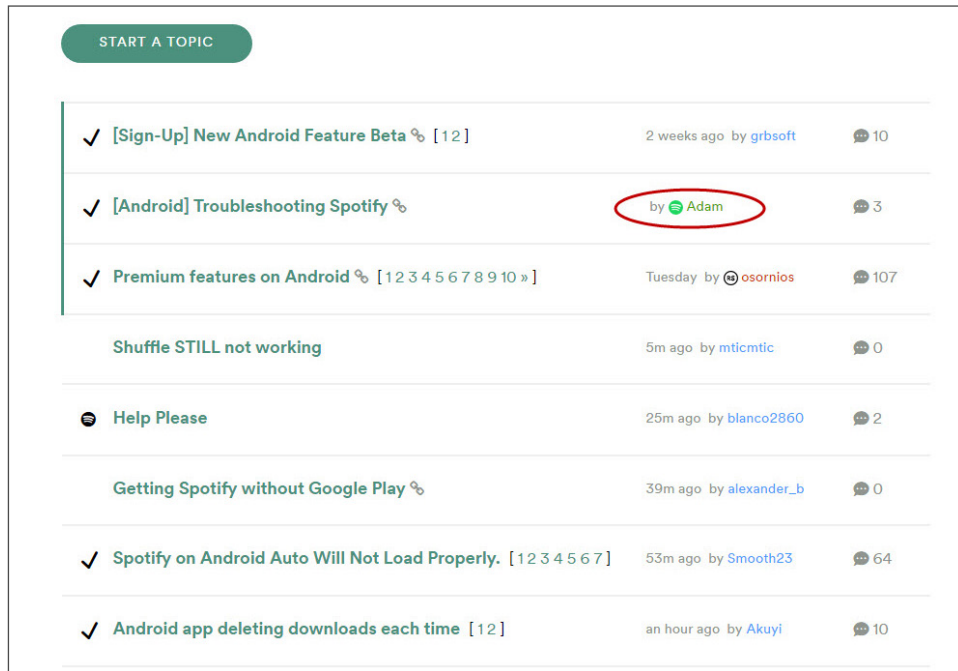 START A TOPIC
[Sign-Up] New Android Feature Beta [ 1 2 ] 2 weeks ago by grbsoft 10
[Android] Troubleshooting Spotify by Adam 3
Premium features on Android [ 1 2 3 4 5 6 7 8 9 10 » ] Tuesday by RS osornios 107
Shuffle STILL not working 5m ago by mticmtic 0
Help Please 25m ago by blanco2860 2
Getting Spotify without Google Play 39m ago by alexander_b 0
Spotify on Android Auto Will Not Load Properly. [ 1 2 3 4 5 6 7 ] 53m ago by Smooth23 64
Android app deleting downloads each time [ 1 2 ] an hour ago by Akuyi 10